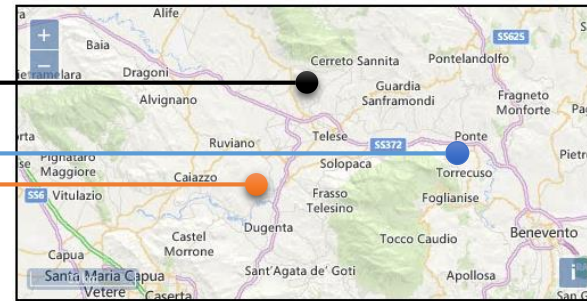 Alife
+
Baia
SS625
−
Cerreto Sannita
Pontelandolfo
Pietramelara
Dragoni
Guardia
Sanframondi
Fragneto
Monforte
Alvignano
Ruviano
Telese
SS372
Ponte
Pignataro
Maggiore
Solopaca
Torrecuso
Caiazzo
SS6
Vitulazio
Frasso
Telesino
Foglianise
Dugenta
Benevento
Castel
Morrone
Tocco Caudio
Capua
Sant'Agata de' Goti
Apollosa
i
Santa Maria Capua
Vetere
Caserta